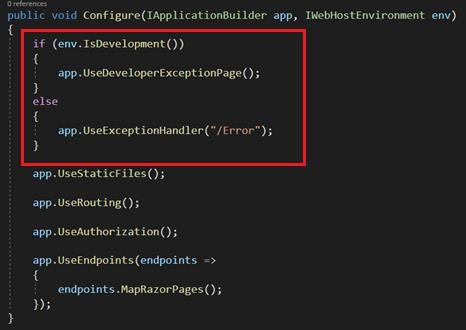 0 references
public void Configure(IApplicationBuilder app, IWebHostEnvironment env)
{
if (env.IsDevelopment())
{
app.UseDeveloperExceptionPage();
}
else
{
app.UseExceptionHandler("/Error");
}
app.UseStaticFiles();
app.UseRouting();
app.UseAuthorization();
app.UseEndpoints(endpoints =>
{
endpoints.MapRazorPages();
});
}